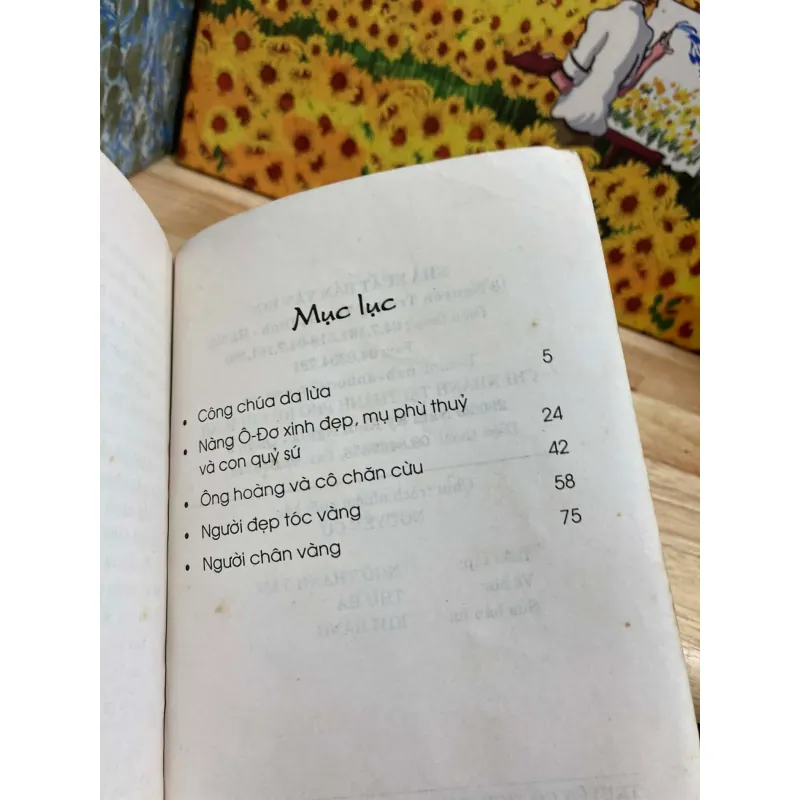 Mục lục
• Công chúa da lừa 5
• Nàng Ô-Đơ xinh đẹp, mụ phù thuỷ
và con quỷ sứ 24
• Ông hoàng và cô chăn cừu 42
• Người đẹp tóc vàng 58
• Người chân vàng 75